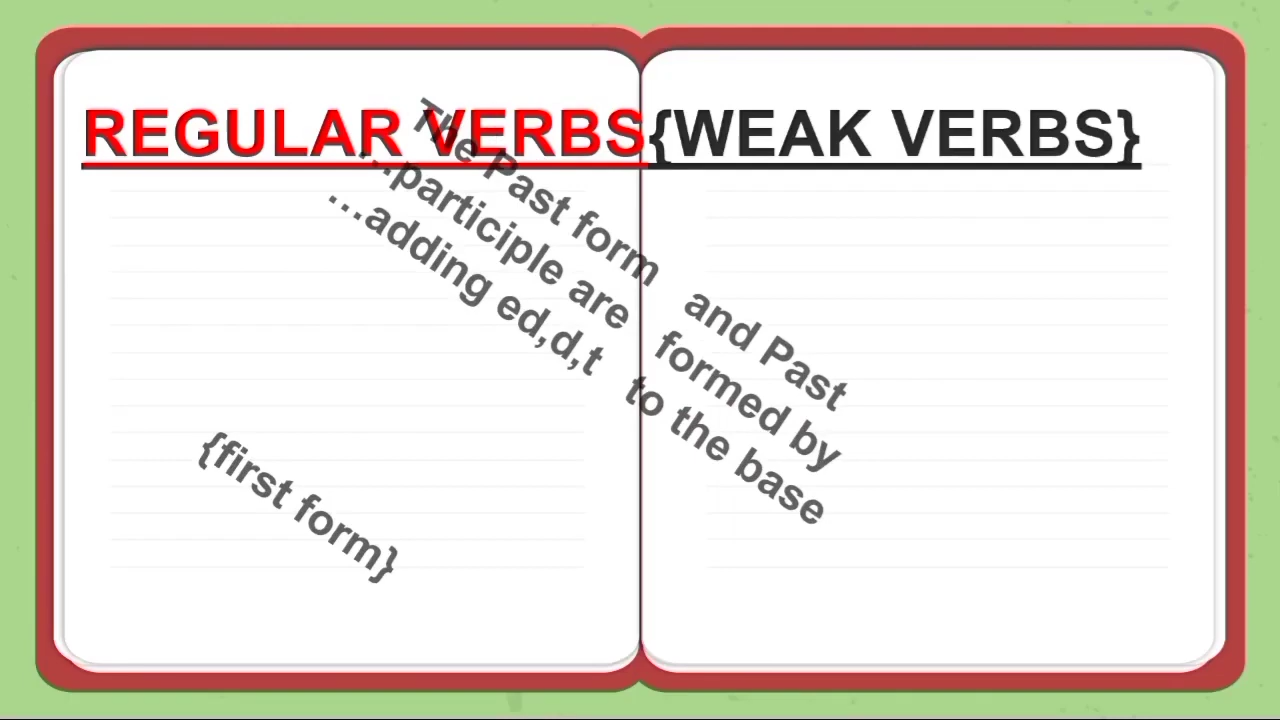 REGULAR VERBS{WEAK VERBS}
The Past form and Past
…participle are formed by
…adding ed,d,t to the base
{first form}